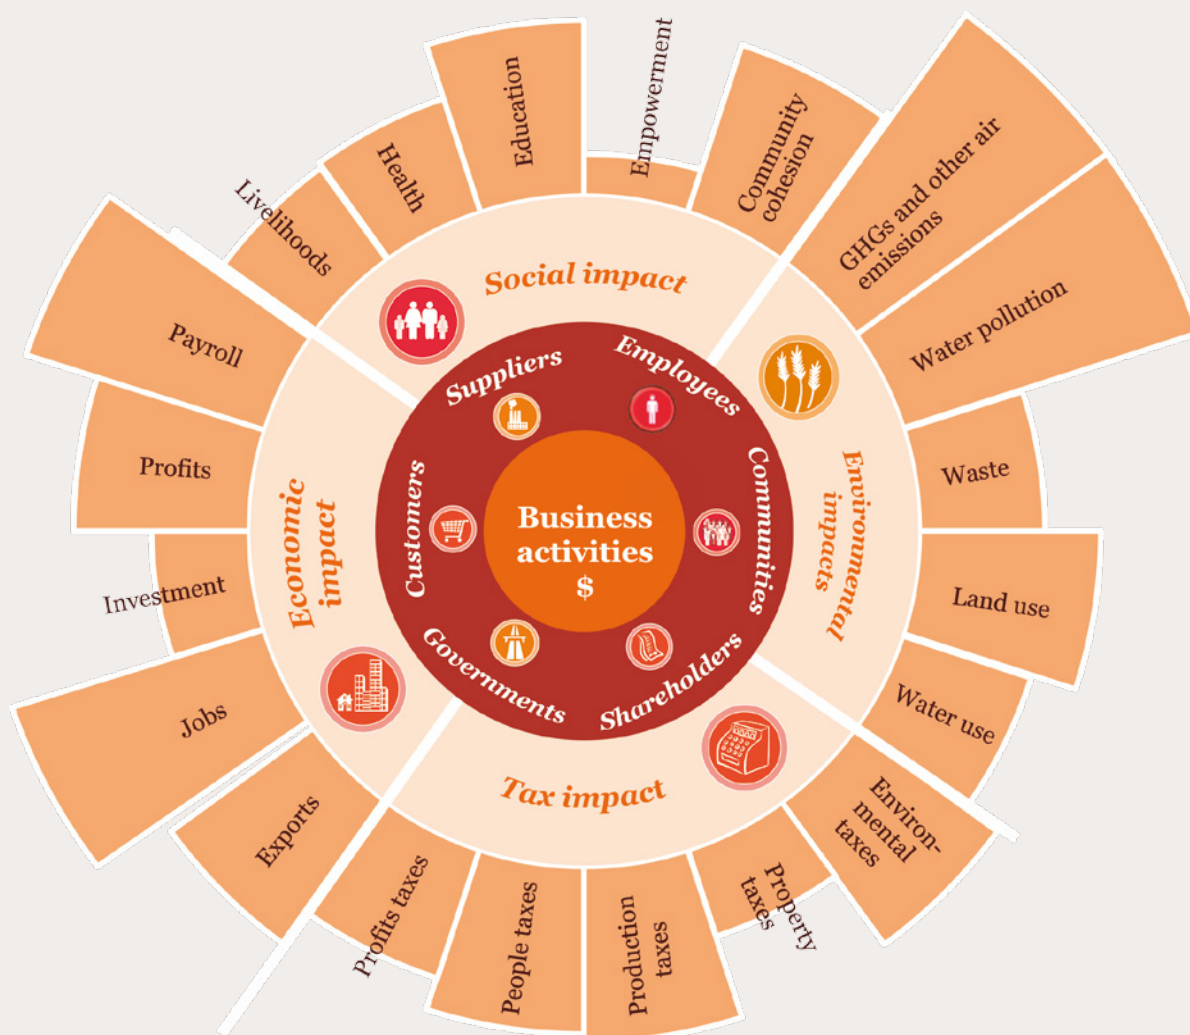 Business
activities
$
Suppliers
Employees
Communities
Shareholders
Governments
Customers
Social impact
Environmental
impacts
Tax impact
Economic
impact
Livelihoods
Health
Education
Empowerment
Community
cohesion
GHGs and other air
emissions
Water pollution
Waste
Land use
Water use
Environ-
mental
taxes
Property
taxes
Production
taxes
People taxes
Profits taxes
Exports
Jobs
Investment
Profits
Payroll